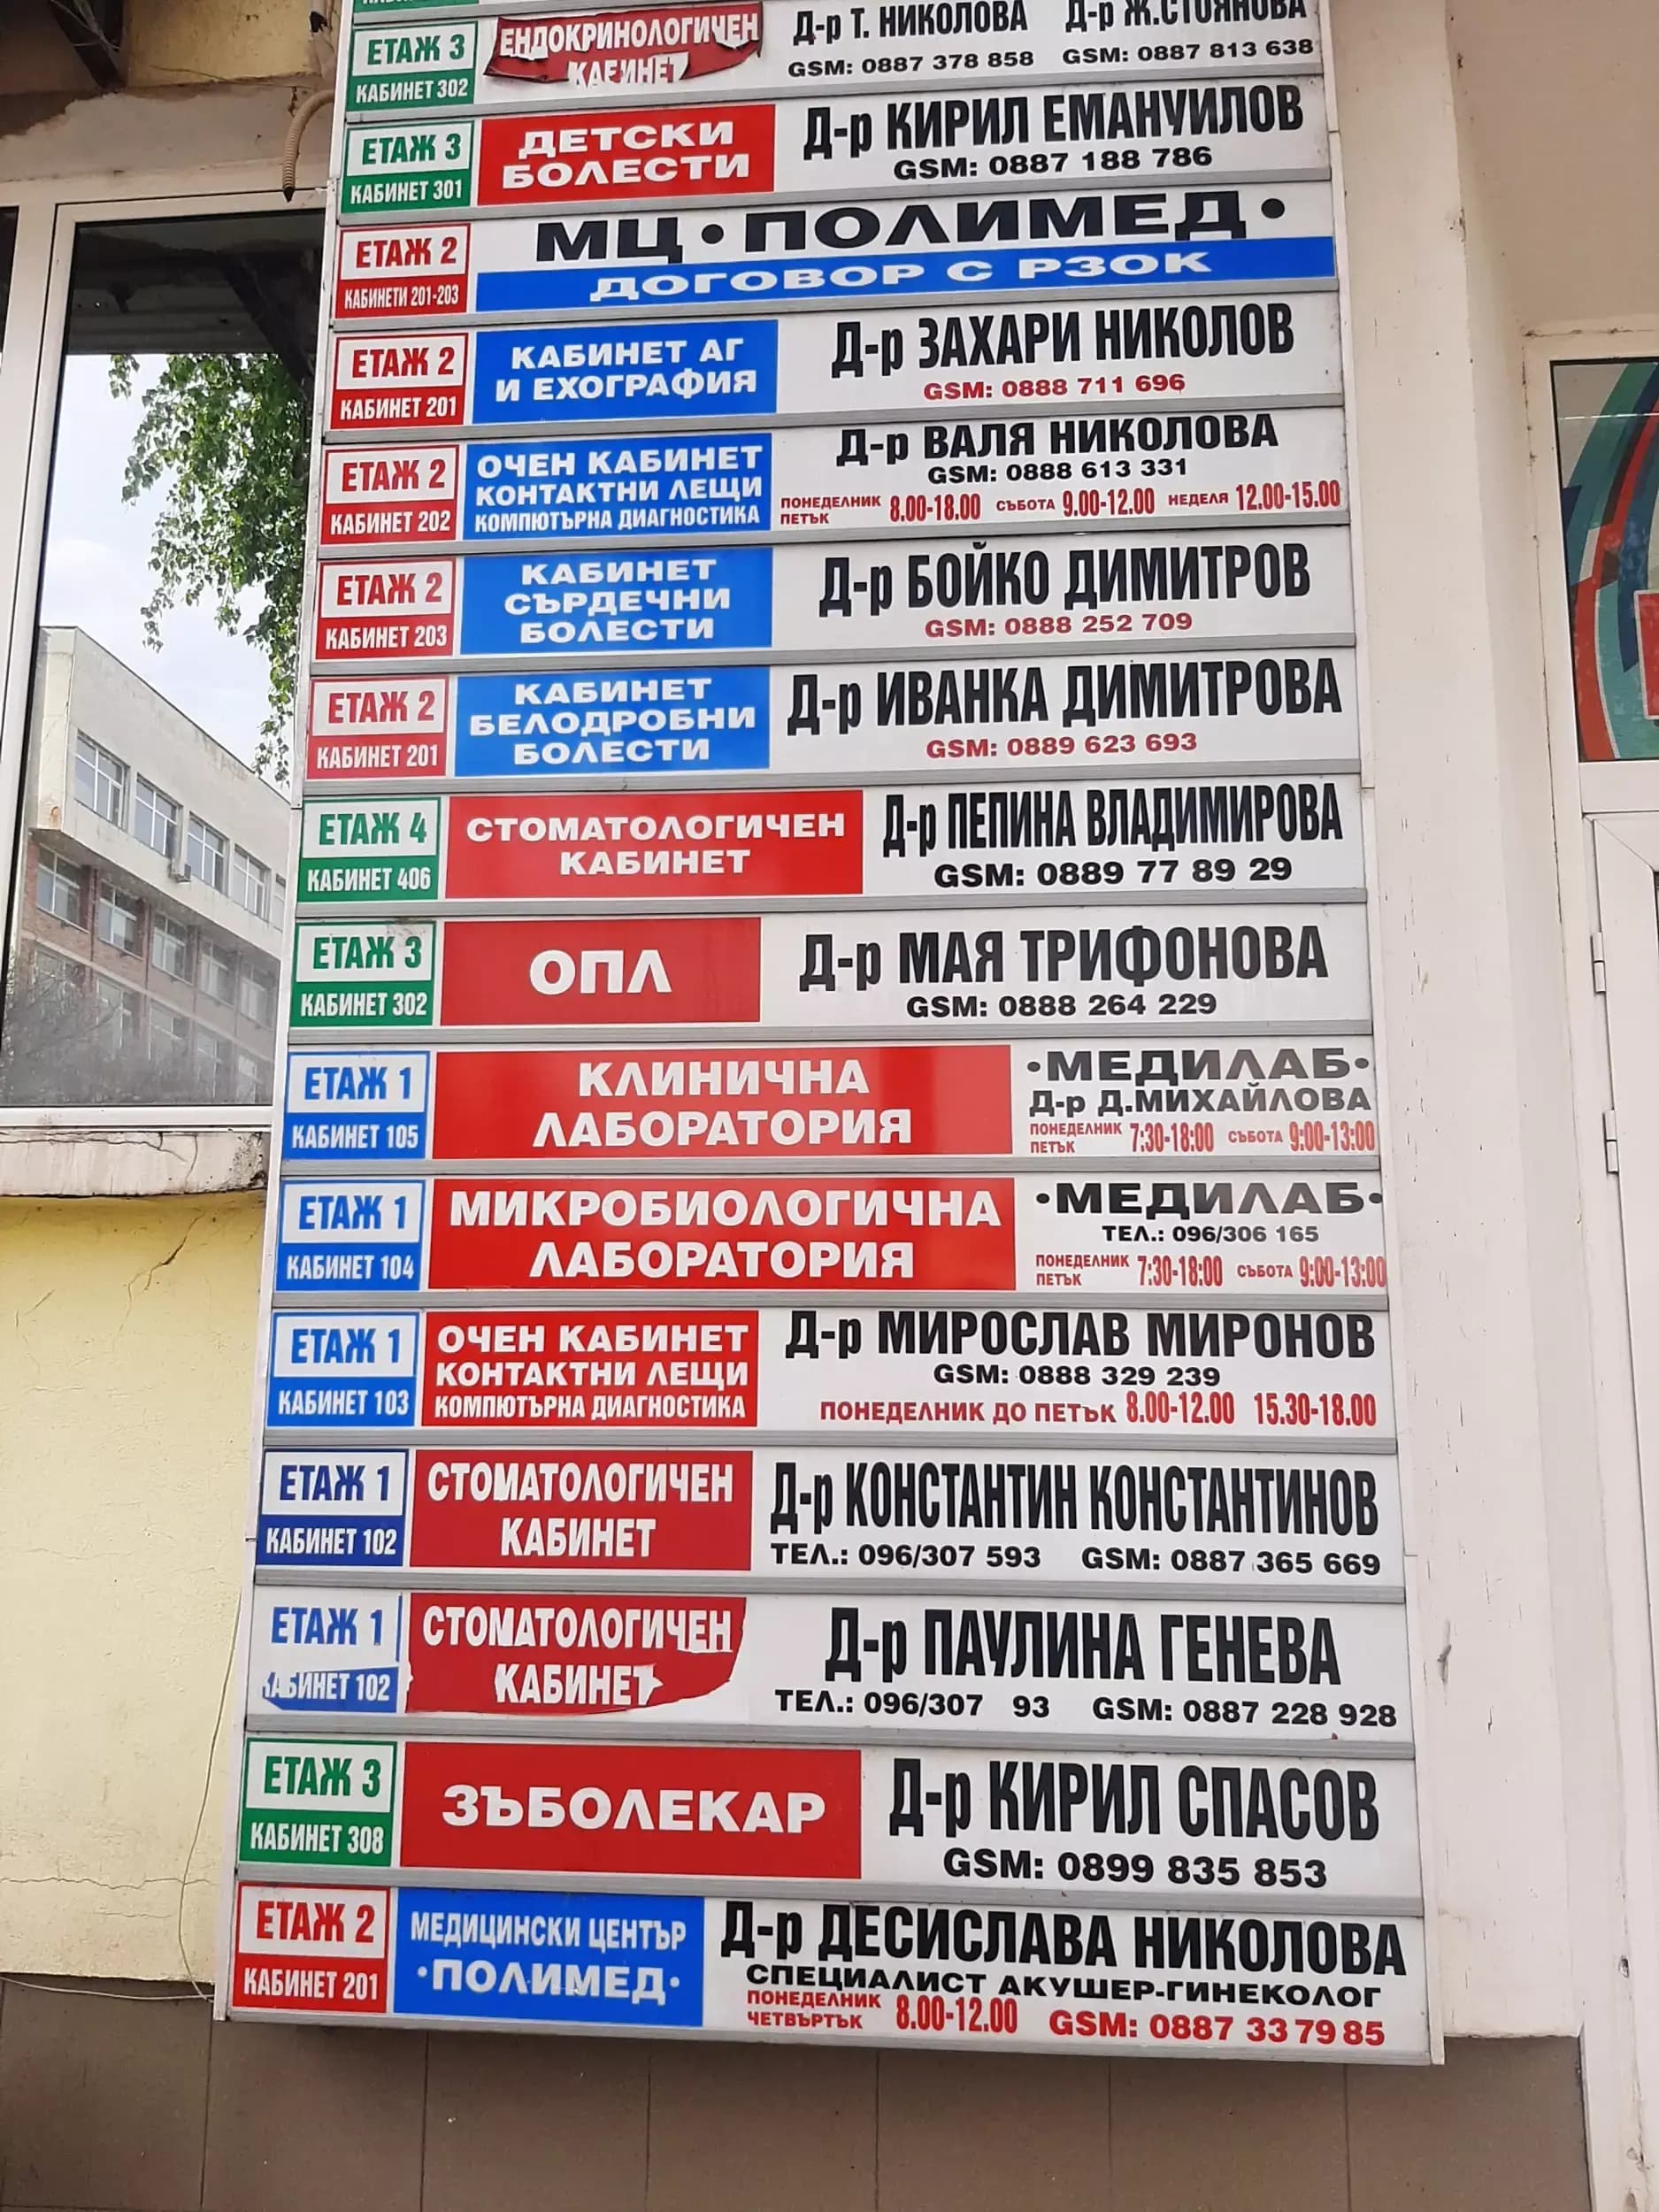 ЕТАЖ 3
КАБИНЕТ 302
ЕНДОКРИНОЛОГИЧЕН
КАБИНЕТ
Д-р Т. НИКОЛОВА Д-р Ж.СТОЯНОВА
GSM: 0887 378 858 GSM: 0887 813 638
ЕТАЖ 3
КАБИНЕТ 301
ДЕТСКИ
БОЛЕСТИ
Д-р КИРИЛ ЕМАНУИЛОВ
GSM: 0887 188 786
ЕТАЖ 2
КАБИНЕТИ 201-203
МЦ•ПОЛИМЕД•
ДОГОВОР С РЗОК
ЕТАЖ 2
КАБИНЕТ 201
КАБИНЕТ АГ
И ЕХОГРАФИЯ
Д-р ЗАХАРИ НИКОЛОВ
GSM: 0888 711 696
ЕТАЖ 2
КАБИНЕТ 202
ОЧЕН КАБИНЕТ
КОНТАКТНИ ЛЕЩИ
КОМПЮТЪРНА ДИАГНОСТИКА
Д-р ВАЛЯ НИКОЛОВА
GSM: 0888 613 331
ПОНЕДЕЛНИК
ПЕТЪК
8.00-18.00 СЪБОТА 9.00-12.00 НЕДЕЛЯ 12.00-15.00
ЕТАЖ 2
КАБИНЕТ 203
КАБИНЕТ
СЪРДЕЧНИ
БОЛЕСТИ
Д-р БОЙКО ДИМИТРОВ
GSM: 0888 252 709
ЕТАЖ 2
КАБИНЕТ 201
КАБИНЕТ
БЕЛОДРОБНИ
БОЛЕСТИ
Д-р ИВАНКА ДИМИТРОВА
GSM: 0889 623 693
ЕТАЖ 4
КАБИНЕТ 406
СТОМАТОЛОГИЧЕН
КАБИНЕТ
Д-р ПЕПИНА ВЛАДИМИРОВА
GSM: 0889 77 89 29
ЕТАЖ 3
КАБИНЕТ 302
ОПЛ
Д-р МАЯ ТРИФОНОВА
GSM: 0888 264 229
ЕТАЖ 1
КАБИНЕТ 105
КЛИНИЧНА
ЛАБОРАТОРИЯ
•МЕДИЛАБ•
Д-р Д.МИХАЙЛОВА
ПОНЕДЕЛНИК
ПЕТЪК
7:30-18:00 СЪБОТА 9:00-13:00
ЕТАЖ 1
КАБИНЕТ 104
МИКРОБИОЛОГИЧНА
ЛАБОРАТОРИЯ
•МЕДИЛАБ•
ТЕЛ.: 096/306 165
ПОНЕДЕЛНИК
ПЕТЪК
7:30-18:00 СЪБОТА 9:00-13:00
ЕТАЖ 1
КАБИНЕТ 103
ОЧЕН КАБИНЕТ
КОНТАКТНИ ЛЕЩИ
КОМПЮТЪРНА ДИАГНОСТИКА
Д-р МИРОСЛАВ МИРОНОВ
GSM: 0888 329 239
ПОНЕДЕЛНИК ДО ПЕТЪК 8.00-12.00 15.30-18.00
ЕТАЖ 1
КАБИНЕТ 102
СТОМАТОЛОГИЧЕН
КАБИНЕТ
Д-р КОНСТАНТИН КОНСТАНТИНОВ
ТЕЛ.: 096/307 593 GSM: 0887 365 669
ЕТАЖ 1
КАБИНЕТ 102
СТОМАТОЛОГИЧЕН
КАБИНЕТ
Д-р ПАУЛИНА ГЕНЕВА
ТЕЛ.: 096/307 93 GSM: 0887 228 928
ЕТАЖ 3
КАБИНЕТ 308
ЗЪБОЛЕКАР
Д-р КИРИЛ СПАСОВ
GSM: 0899 835 853
ЕТАЖ 2
КАБИНЕТ 201
МЕДИЦИНСКИ ЦЕНТЪР
•ПОЛИМЕД•
Д-р ДЕСИСЛАВА НИКОЛОВА
СПЕЦИАЛИСТ АКУШЕР-ГИНЕКОЛОГ
ПОНЕДЕЛНИК
ЧЕТВЪРТЪК
8.00-12.00 GSM: 0887 33 79 85